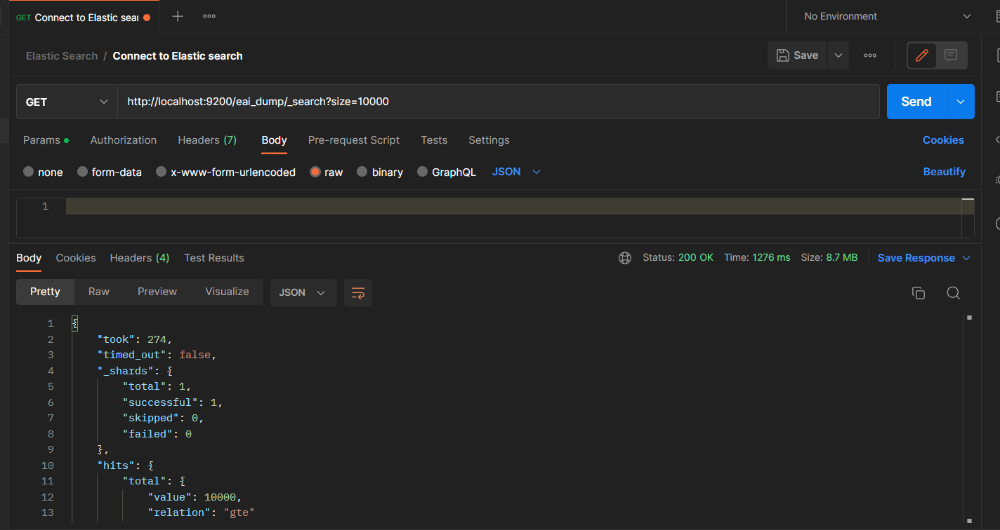 GET Connect to Elastic sear
No Environment
Elastic Search / Connect to Elastic search
Save
GET
http://localhost:9200/eai_dump/_search?size=10000
Send
Params Authorization Headers (7) Body Pre-request Script Tests Settings Cookies
none form-data x-www-form-urlencoded raw binary GraphQL JSON Beautify
1
Body Cookies Headers (4) Test Results Status: 200 OK Time: 1276 ms Size: 8.7 MB Save Response
Pretty Raw Preview Visualize JSON
1 {
2 "took": 274,
3 "timed_out": false,
4 "_shards": {
5 "total": 1,
6 "successful": 1,
7 "skipped": 0,
8 "failed": 0
9 },
10 "hits": {
11 "total": {
12 "value": 10000,
13 "relation": "gte"